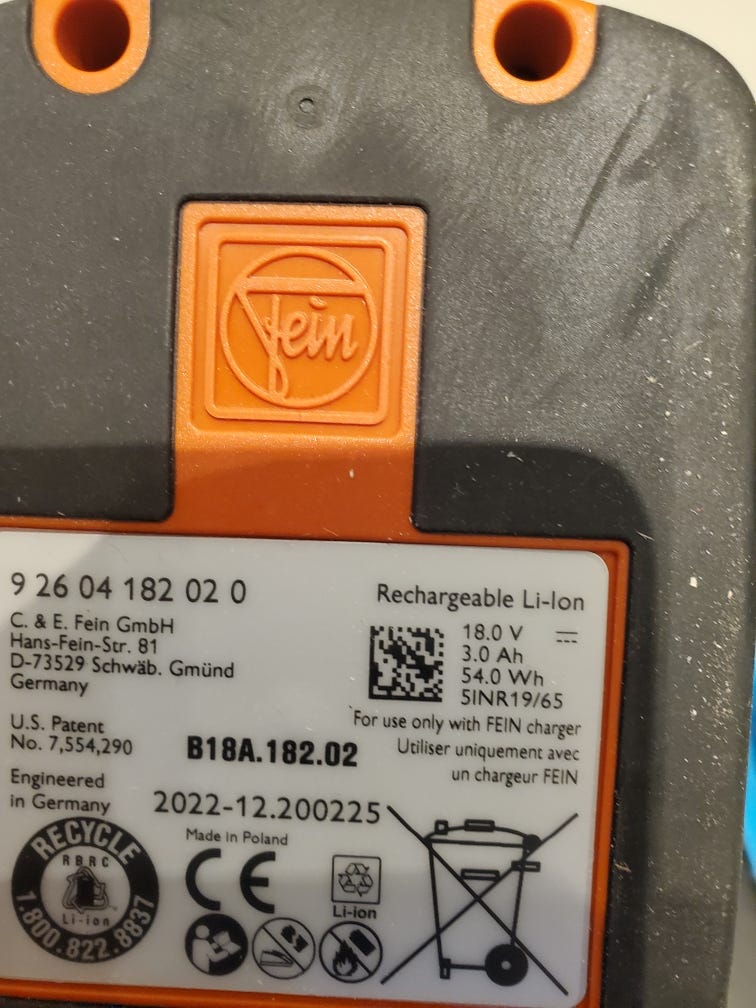 Fein
9 26 04 182 02 0
C. & E. Fein GmbH
Hans-Fein-Str. 81
D-73529 Schwäb. Gmünd
Germany
Rechargeable Li-Ion
18.0 V
3.0 Ah
54.0 Wh
5INR19/65
For use only with FEIN charger
Utiliser uniquement avec
un chargeur FEIN
U.S. Patent
No. 7,554,290
B18A.182.02
Engineered
in Germany
2022-12.200225
Made in Poland
RECYCLE
RBRC
Li-ion
1.800.822.8837
CE
Li-ion